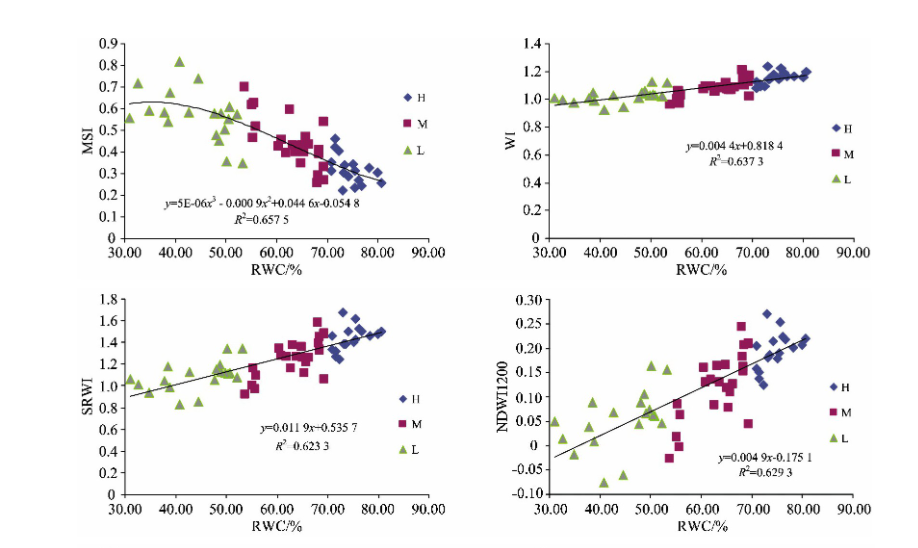 0.9
0.8
0.7
0.6
0.5
0.4
0.3
0.2
0.1
0
MSI
H
M
L
y=5E-06x³ - 0.000 9x²+0.044 6x-0.054 8
R²=0.657 5
30.00 40.00 50.00 60.00 70.00 80.00 90.00
RWC/%
1.4
1.2
1.0
0.8
0.6
0.4
0.2
0
WI
H
M
L
y=0.004 4x+0.818 4
R²=0.637 3
30.00 40.00 50.00 60.00 70.00 80.00 90.00
RWC/%
1.8
1.6
1.4
1.2
1.0
0.8
0.6
0.4
0.2
0
SRWI
H
M
L
y=0.011 9x+0.535 7
R²=0.623 3
30.00 40.00 50.00 60.00 70.00 80.00 90.00
RWC/%
0.30
0.25
0.20
0.15
0.10
0.05
0
-0.05
-0.10
NDWI1200
H
M
L
y=0.004 9x-0.175 1
R²=0.629 3
30.00 40.00 50.00 60.00 70.00 80.00 90.00
RWC/%